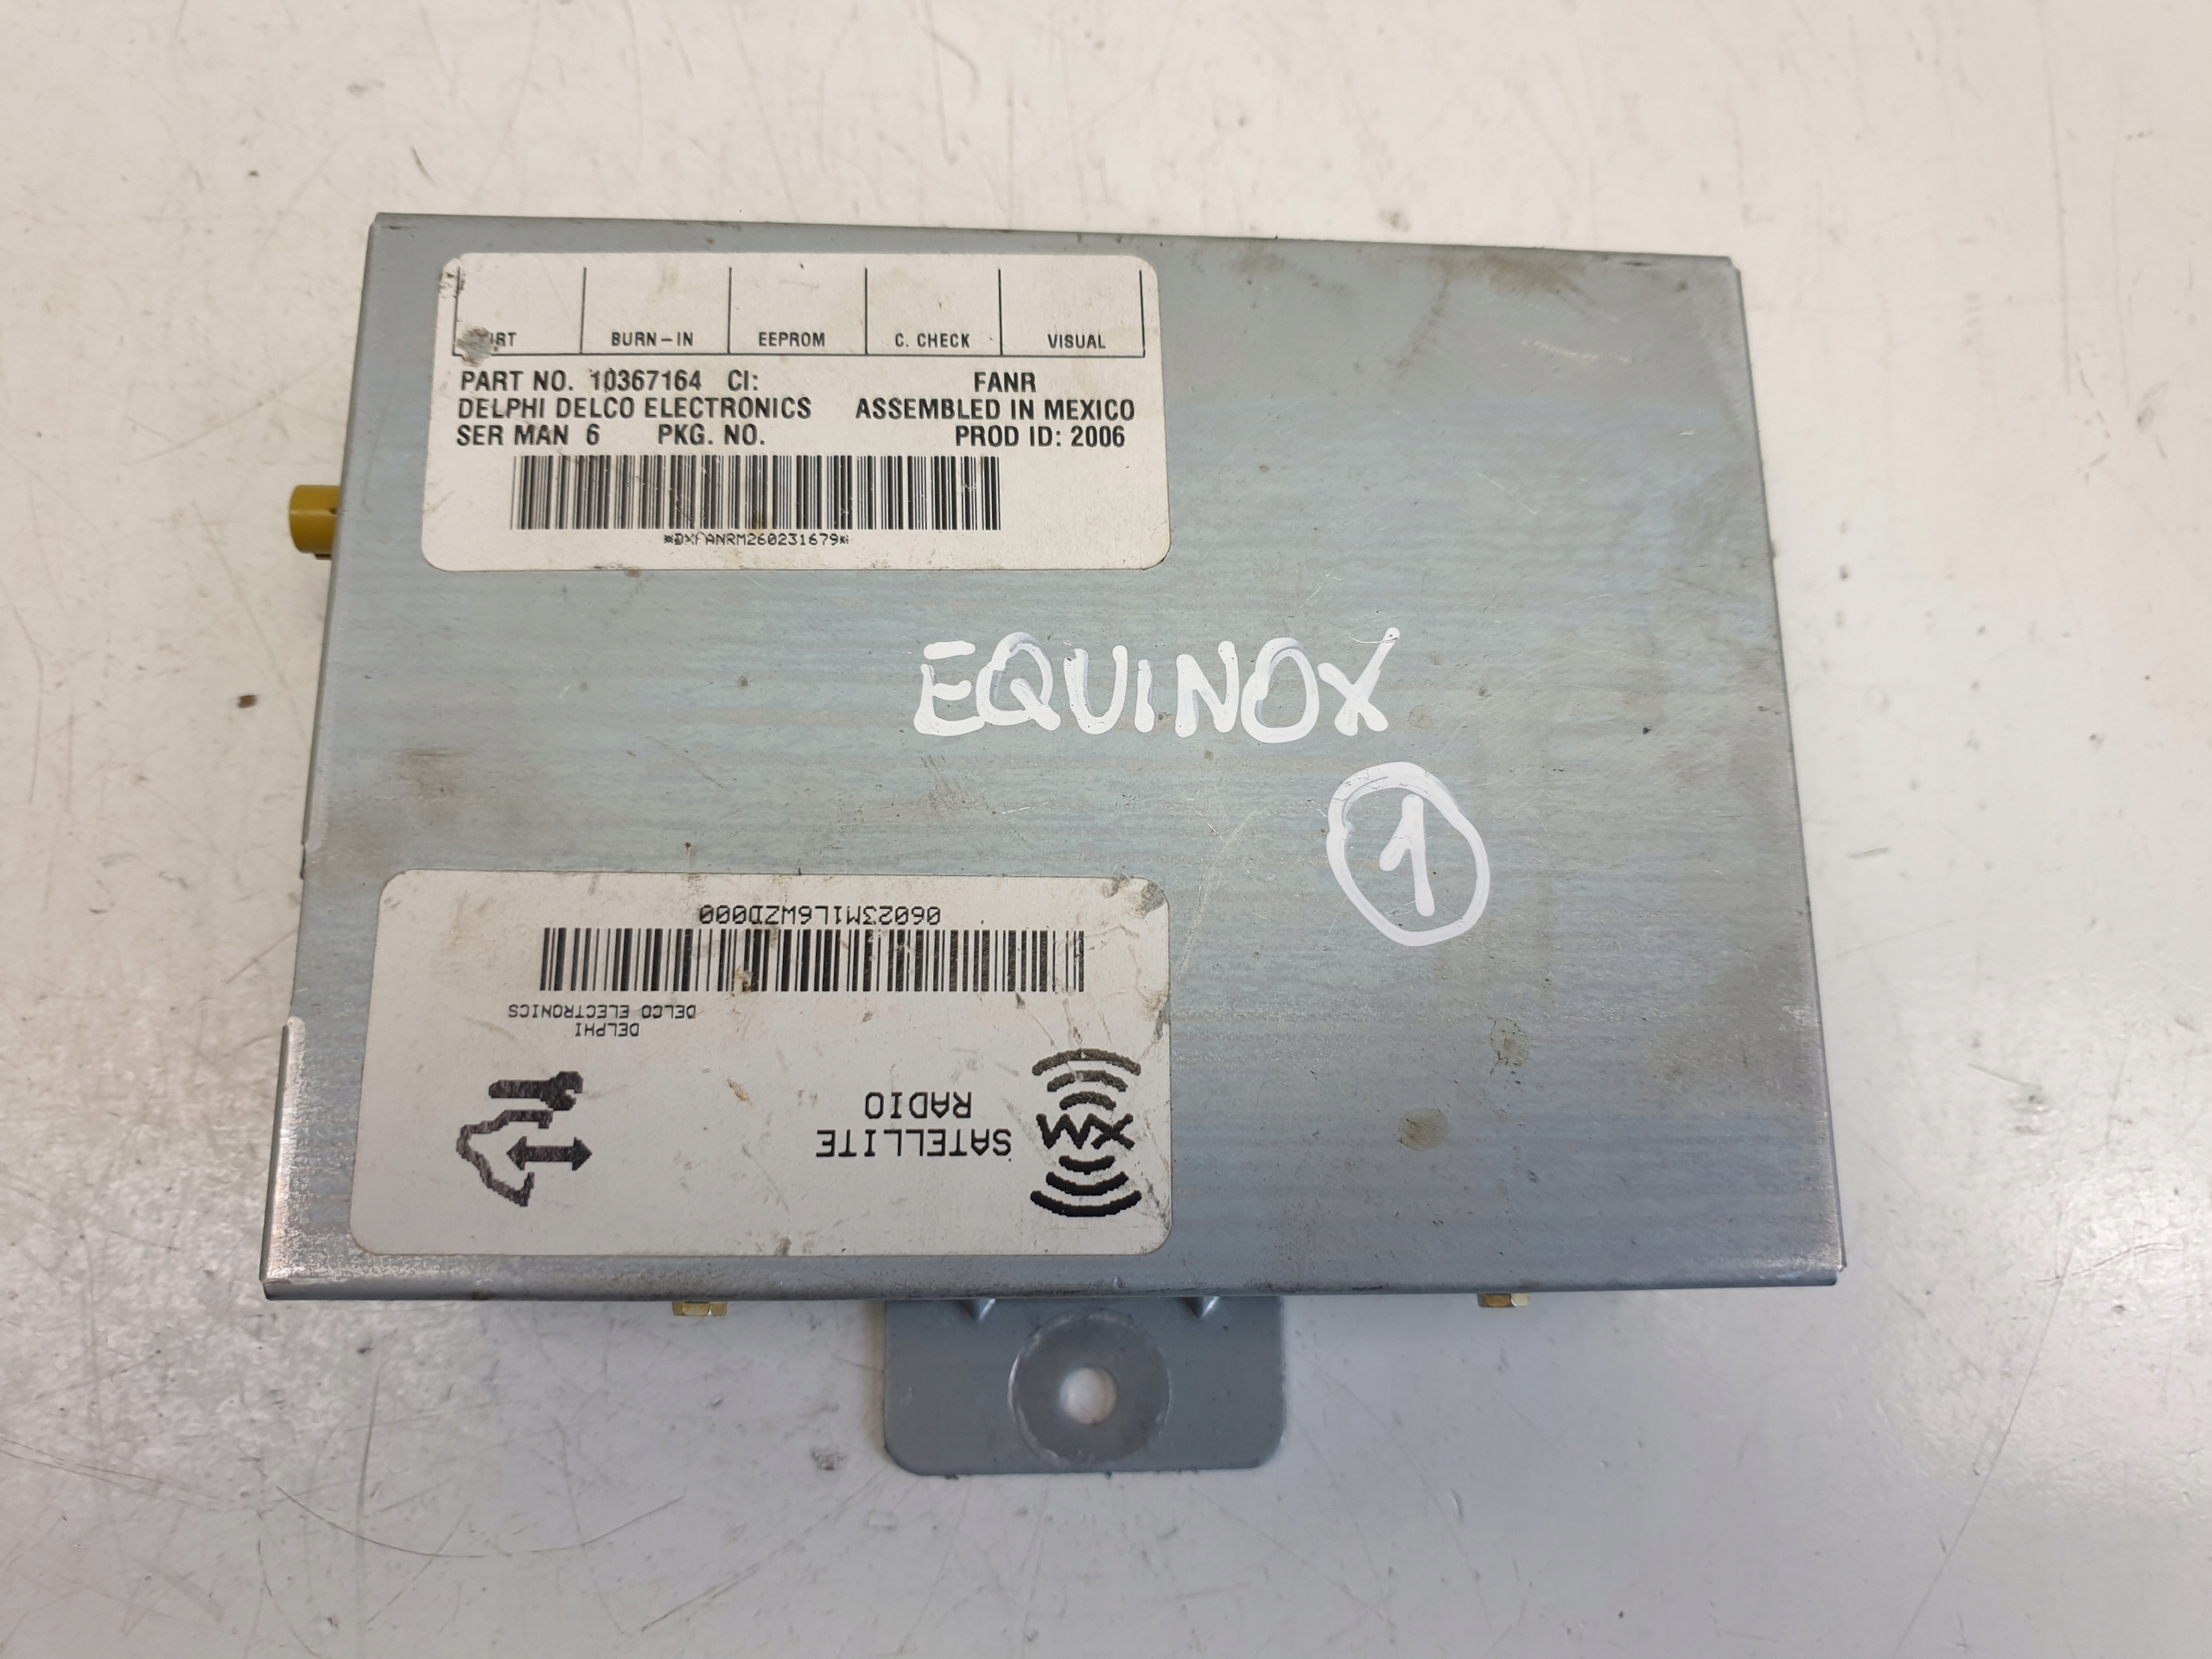 BURN-IN EEPROM C. CHECK VISUAL
PART NO. 10367164 CI: FANR
DELPHI DELCO ELECTRONICS ASSEMBLED IN MEXICO
SER MAN 6 PKG. NO. PROD ID: 2006
*DXFANRM260231679*
EQUINOX
1
XM
SATELLITE
RADIO
DELPHI
DELCO ELECTRONICS
06023M1L6WZD000